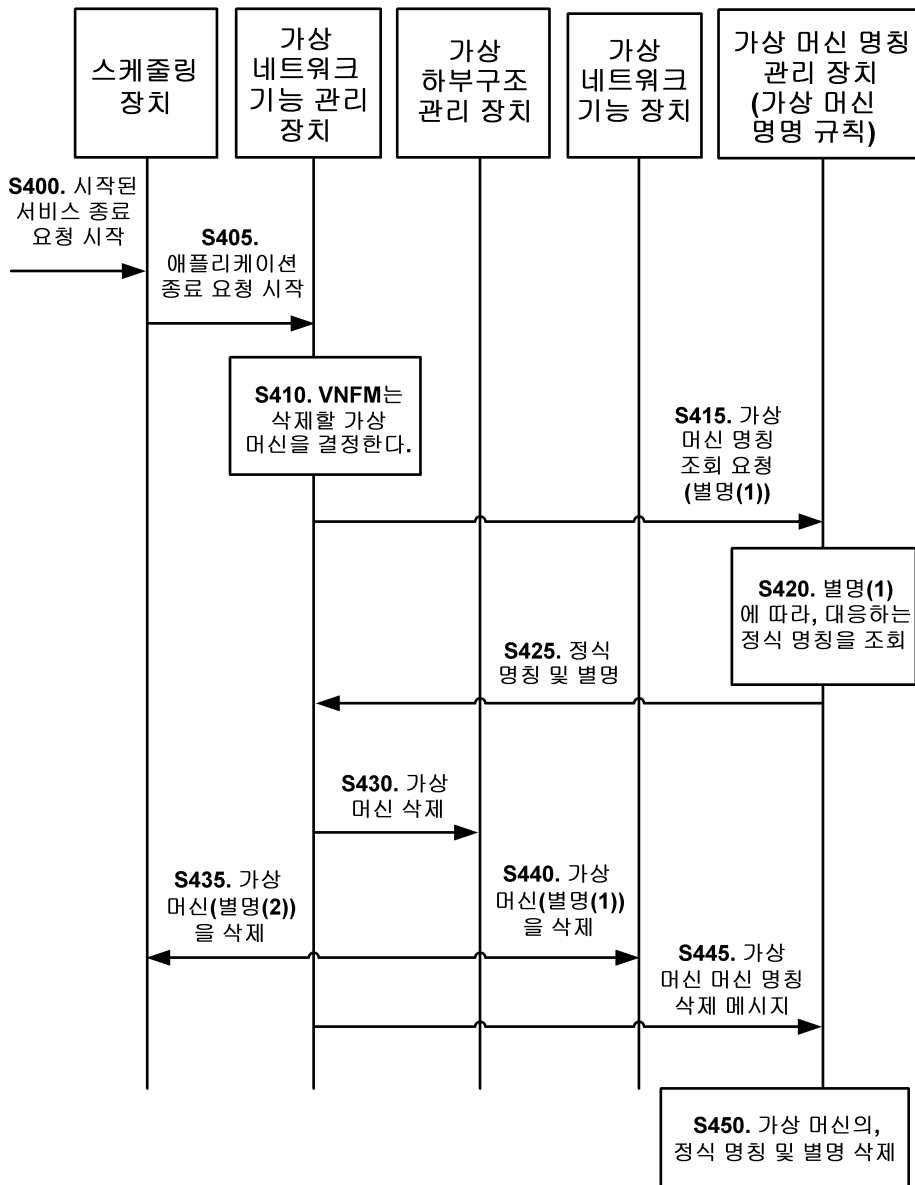 스케줄링
장치
가상
네트워크
기능 관리
장치
가상
하부구조
관리 장치
가상
네트워크
기능 장치
가상 머신 명칭
관리 장치
(가상 머신
명명 규칙)
S400. 시작된
서비스 종료
요청 시작
S405.
애플리케이션
종료 요청 시작
S410. VNFM는
삭제할 가상
머신을 결정한다.
S415. 가상
머신 명칭
조회 요청
(별명(1))
S420. 별명(1)
에 따라, 대응하는
정식 명칭을 조회
S425. 정식
명칭 및 별명
S430. 가상
머신 삭제
S435. 가상
머신(별명(2))
을 삭제
S440. 가상
머신(별명(1))
을 삭제
S445. 가상
머신 머신 명칭
삭제 메시지
S450. 가상 머신의,
정식 명칭 및 별명 삭제